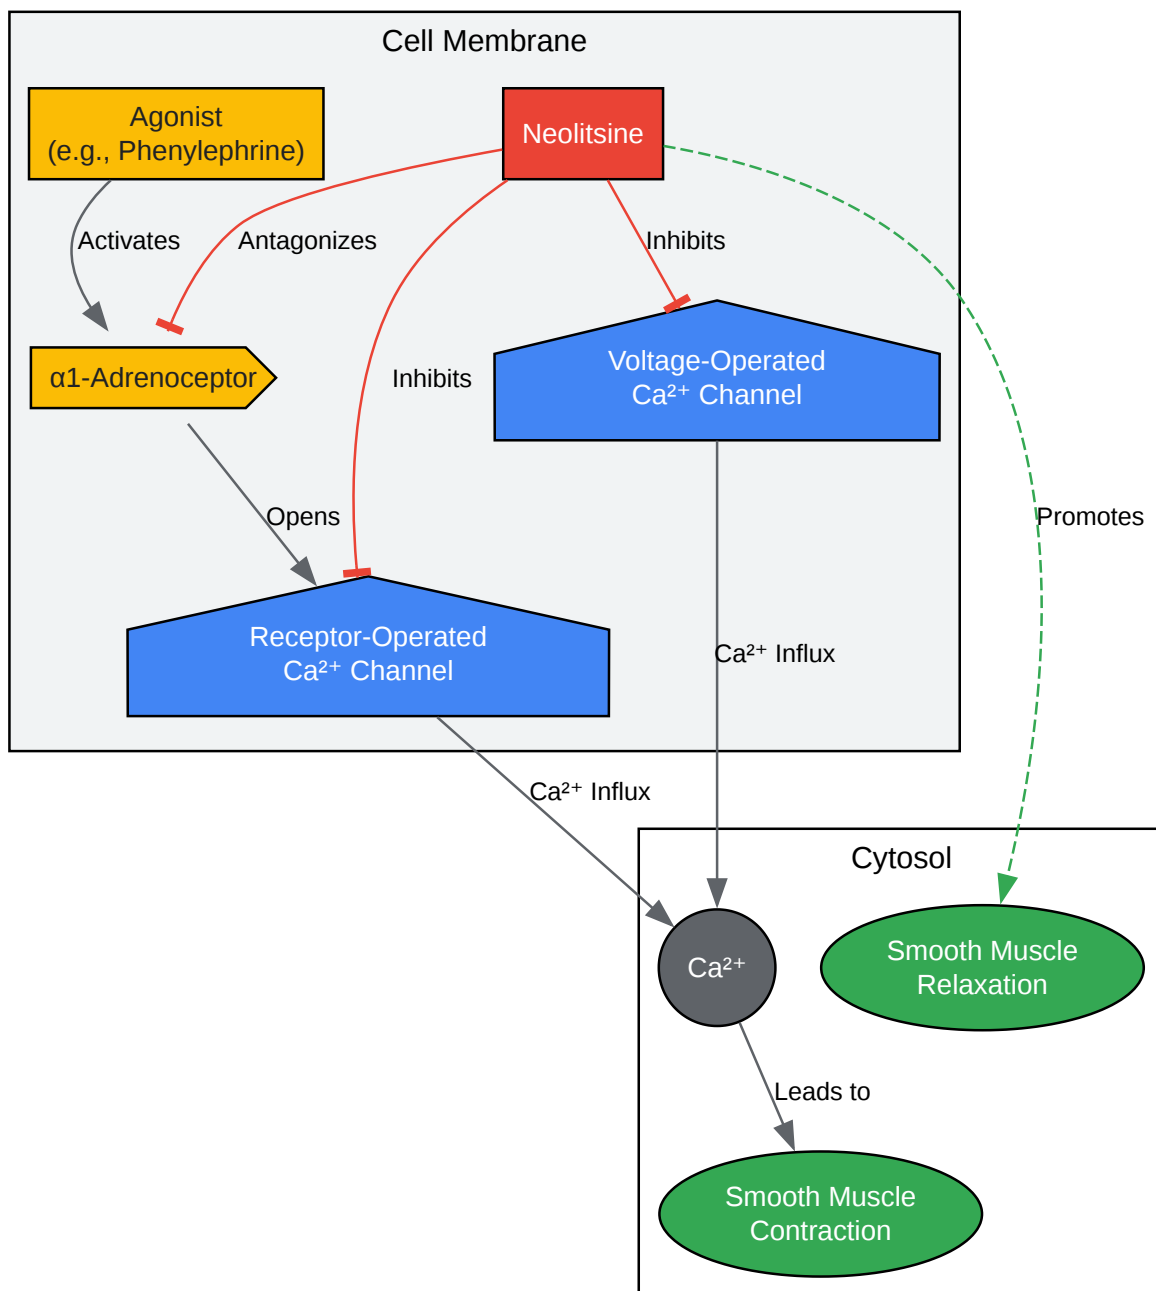 Cell Membrane
Agonist
(e.g., Phenylephrine)
Neolitsine
Activates
Antagonizes
Inhibits
α1-Adrenoceptor
Inhibits
Voltage-Operated
Ca²⁺ Channel
Opens
Promotes
Receptor-Operated
Ca²⁺ Channel
Ca²⁺ Influx
Ca²⁺ Influx
Cytosol
Ca²⁺
Smooth Muscle
Relaxation
Leads to
Smooth Muscle
Contraction